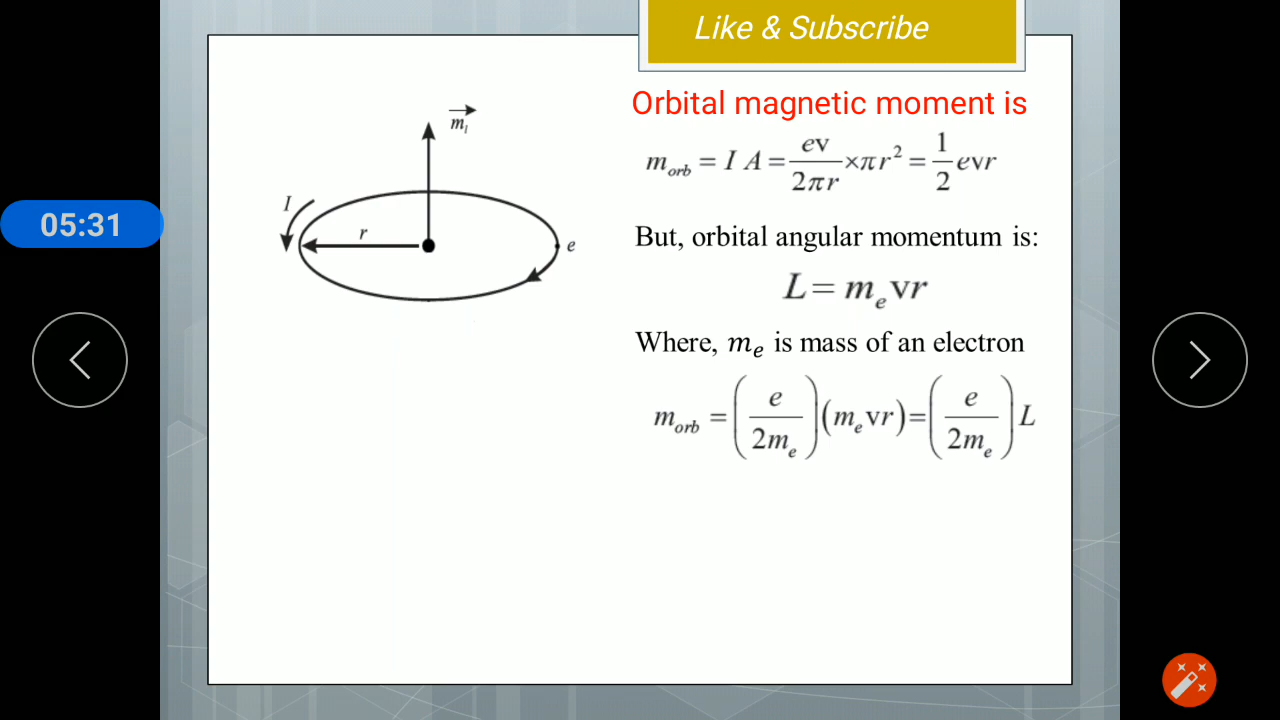 Like & Subscribe
Orbital magnetic moment is
m_orb = I A = ev/2πr × πr² = 1/2 evr
But, orbital angular momentum is:
L = m_e vr
Where, m_e is mass of an electron
m_orb = (e/2m_e)(m_e vr) = (e/2m_e) L
m_l
I
r
e
05:31